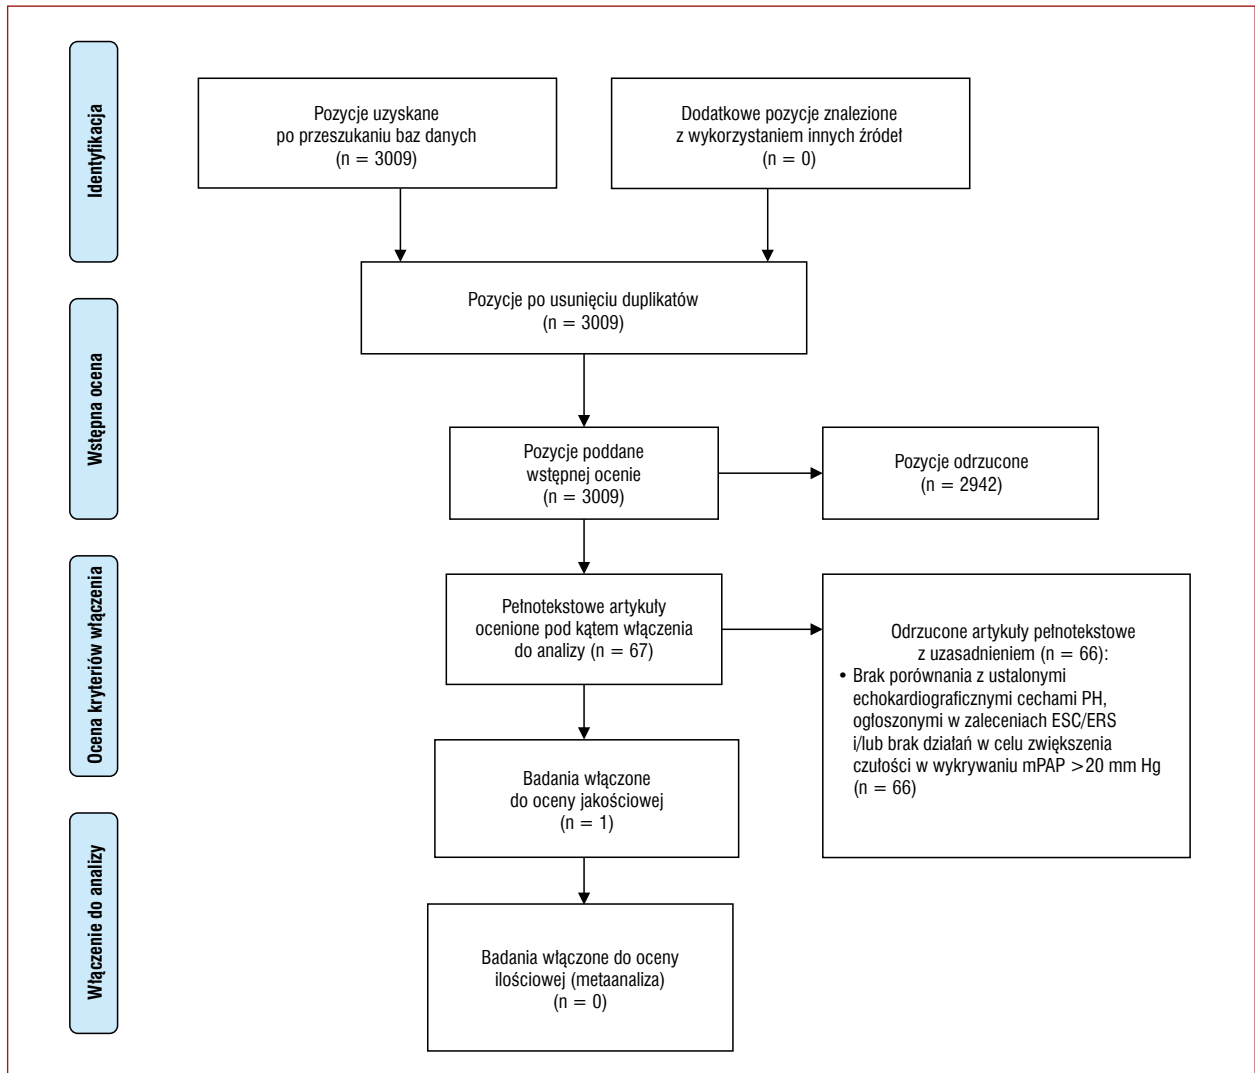 Identyfikacja
Pozycje uzyskane
po przeszukaniu baz danych
(n = 3009)
Dodatkowe pozycje znalezione
z wykorzystaniem innych źródeł
(n = 0)
Pozycje po usunięciu duplikatów
(n = 3009)
Wstępna ocena
Pozycje poddane
wstępnej ocenie
(n = 3009)
Pozycje odrzucone
(n = 2942)
Ocena kryteriów włączenia
Pełnotekstowe artykuły
ocenione pod kątem włączenia
do analizy (n = 67)
Odrzucone artykuły pełnotekstowe
z uzasadnieniem (n = 66):
• Brak porównania z ustalonymi
echokardiograficznymi cechami PH,
ogłoszonymi w zaleceniach ESC/ERS
i/lub brak działań w celu zwiększenia
czułości w wykrywaniu mPAP >20 mm Hg
(n = 66)
Badania włączone
do oceny jakościowej
(n = 1)
Włączenie do analizy
Badania włączone do oceny
ilościowej (metaanaliza)
(n = 0)